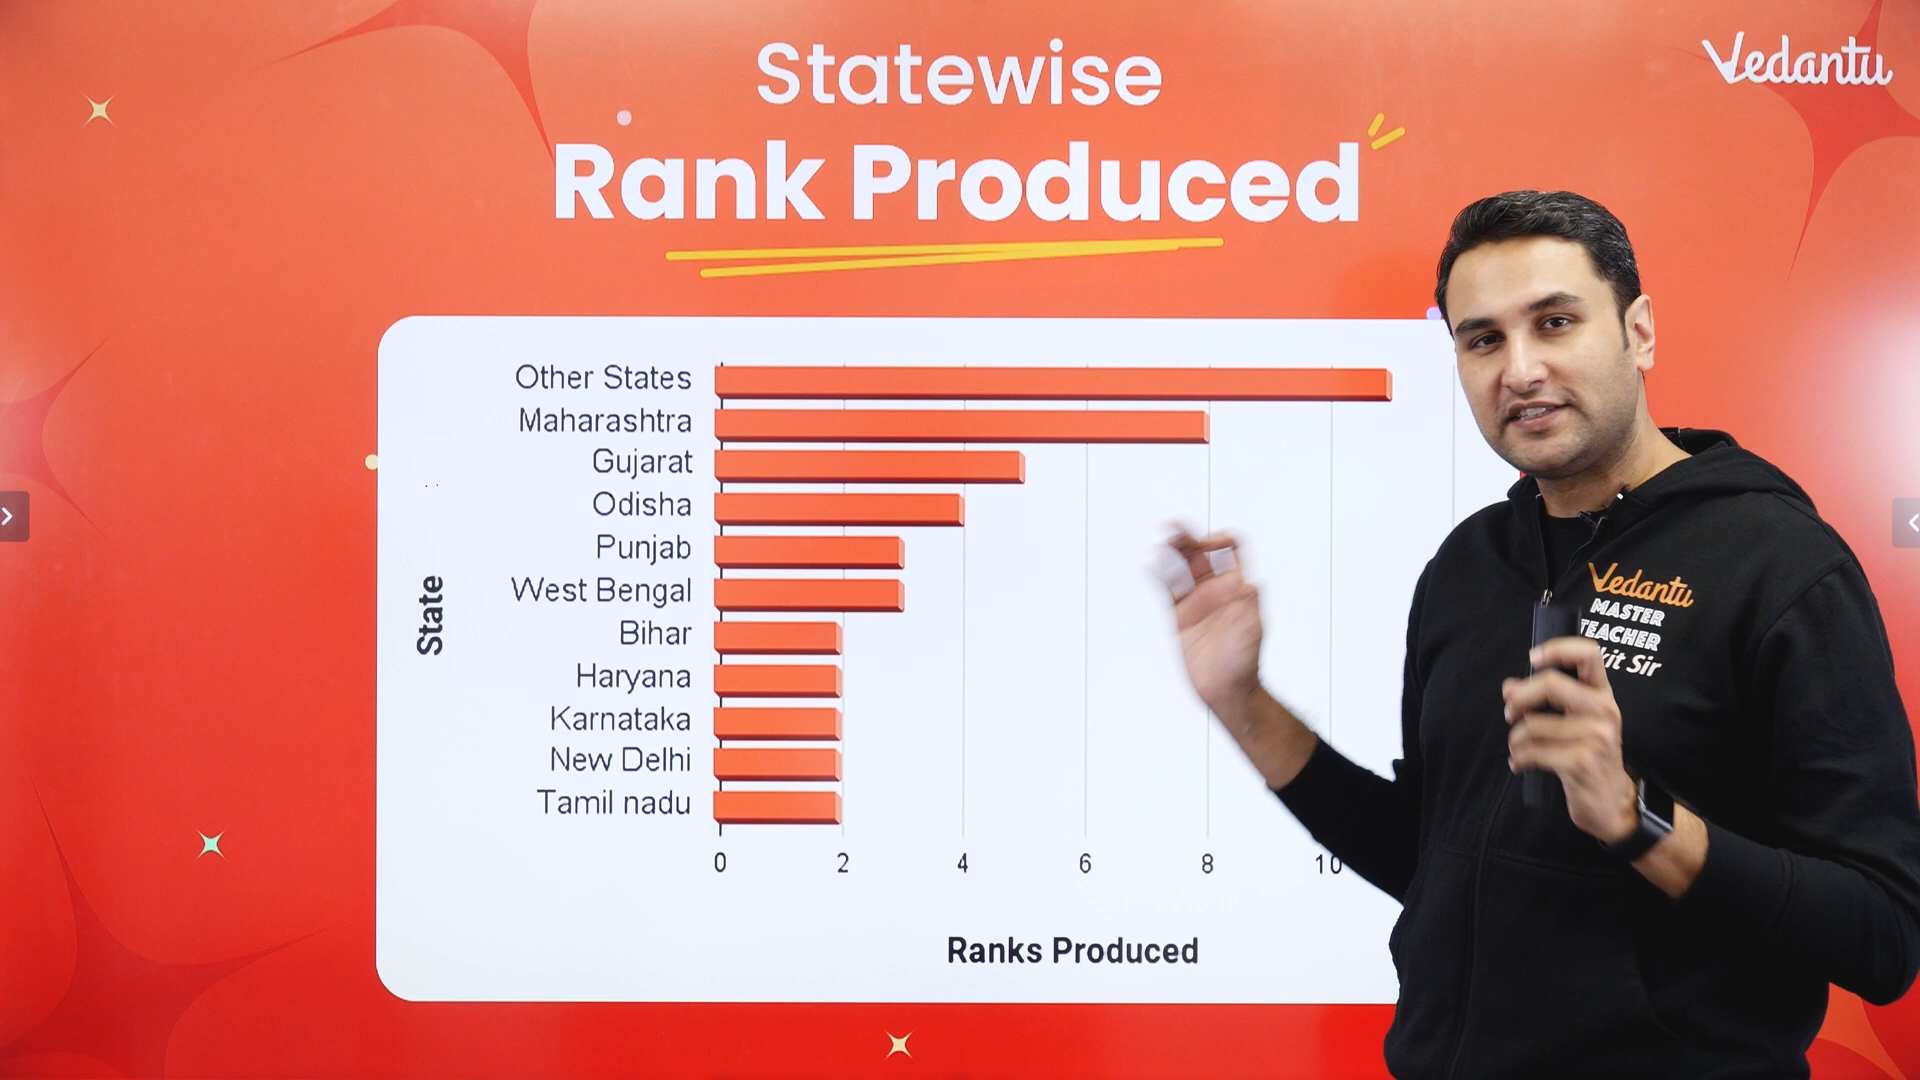 Statewise
Vedantu
Rank Produced
Other States
Maharashtra
Gujarat
Odisha
Punjab
West Bengal
Bihar
Haryana
Karnataka
New Delhi
Tamil nadu
State
0 2 4 6 8 10
Ranks Produced
Vedantu
MASTER
TEACHER
Sir